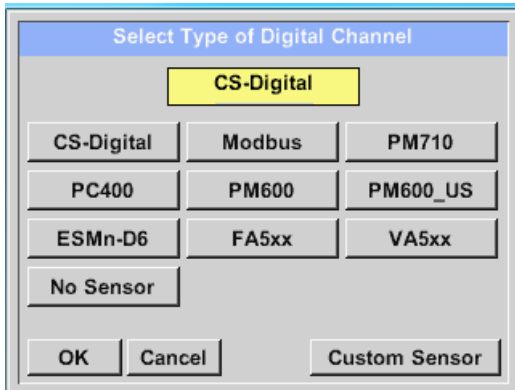 Select Type of Digital Channel
CS-Digital
CS-Digital Modbus PM710
PC400 PM600 PM600_US
ESMn-D6 FA5xx VA5xx
No Sensor
OK Cancel Custom Sensor